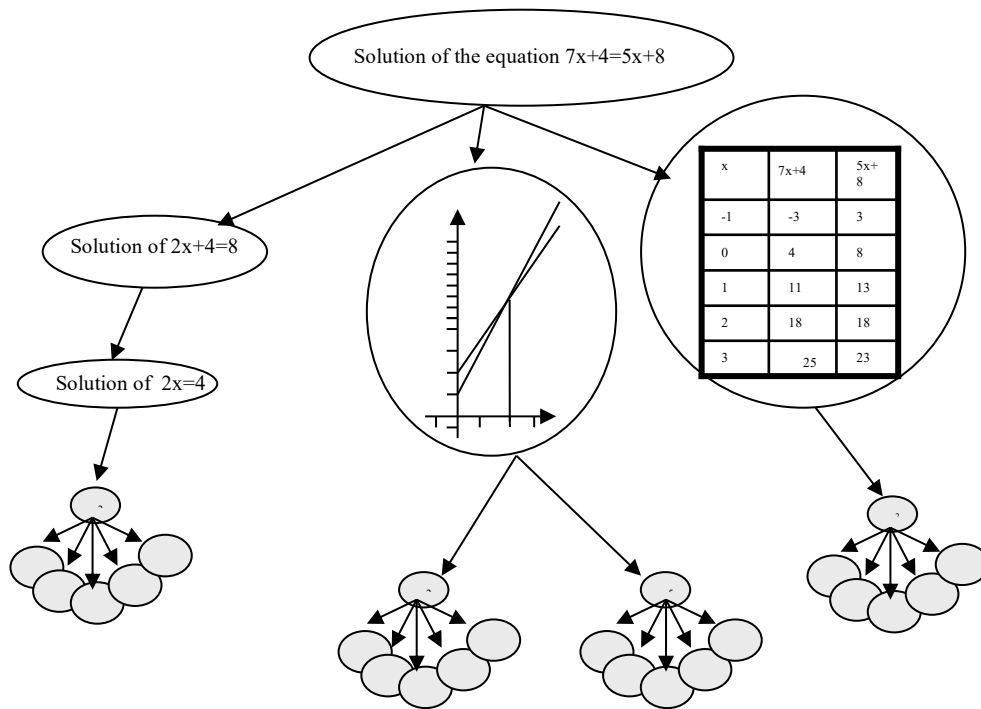 Solution of the equation 7x+4=5x+8
x 7x+4 5x+
8
-1 -3 3
0 4 8
1 11 13
2 18 18
3 25 23
Solution of 2x+4=8
Solution of 2x=4